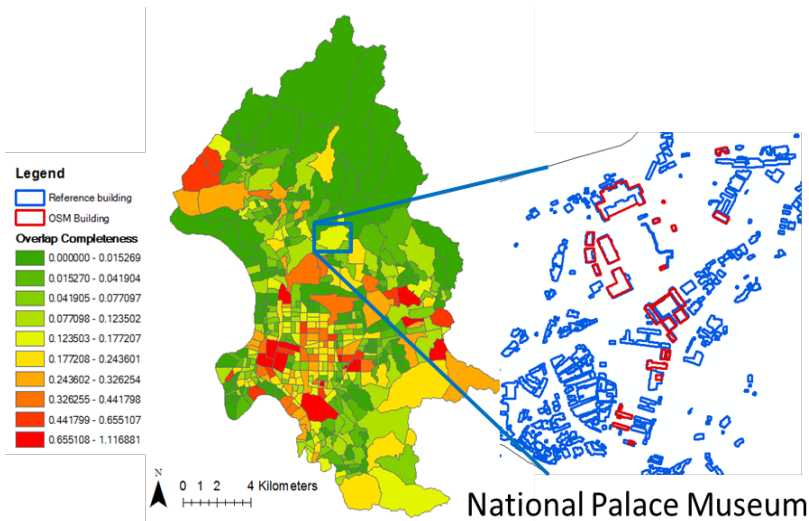 Legend
Reference building
OSM Building
Overlap Completeness
0.000000 - 0.015269
0.015270 - 0.041904
0.041905 - 0.077097
0.077098 - 0.123502
0.123503 - 0.177207
0.177208 - 0.243601
0.243602 - 0.326254
0.326255 - 0.441798
0.441799 - 0.655107
0.655108 - 1.116881
N
0 1 2 4 Kilometers
National Palace Museum